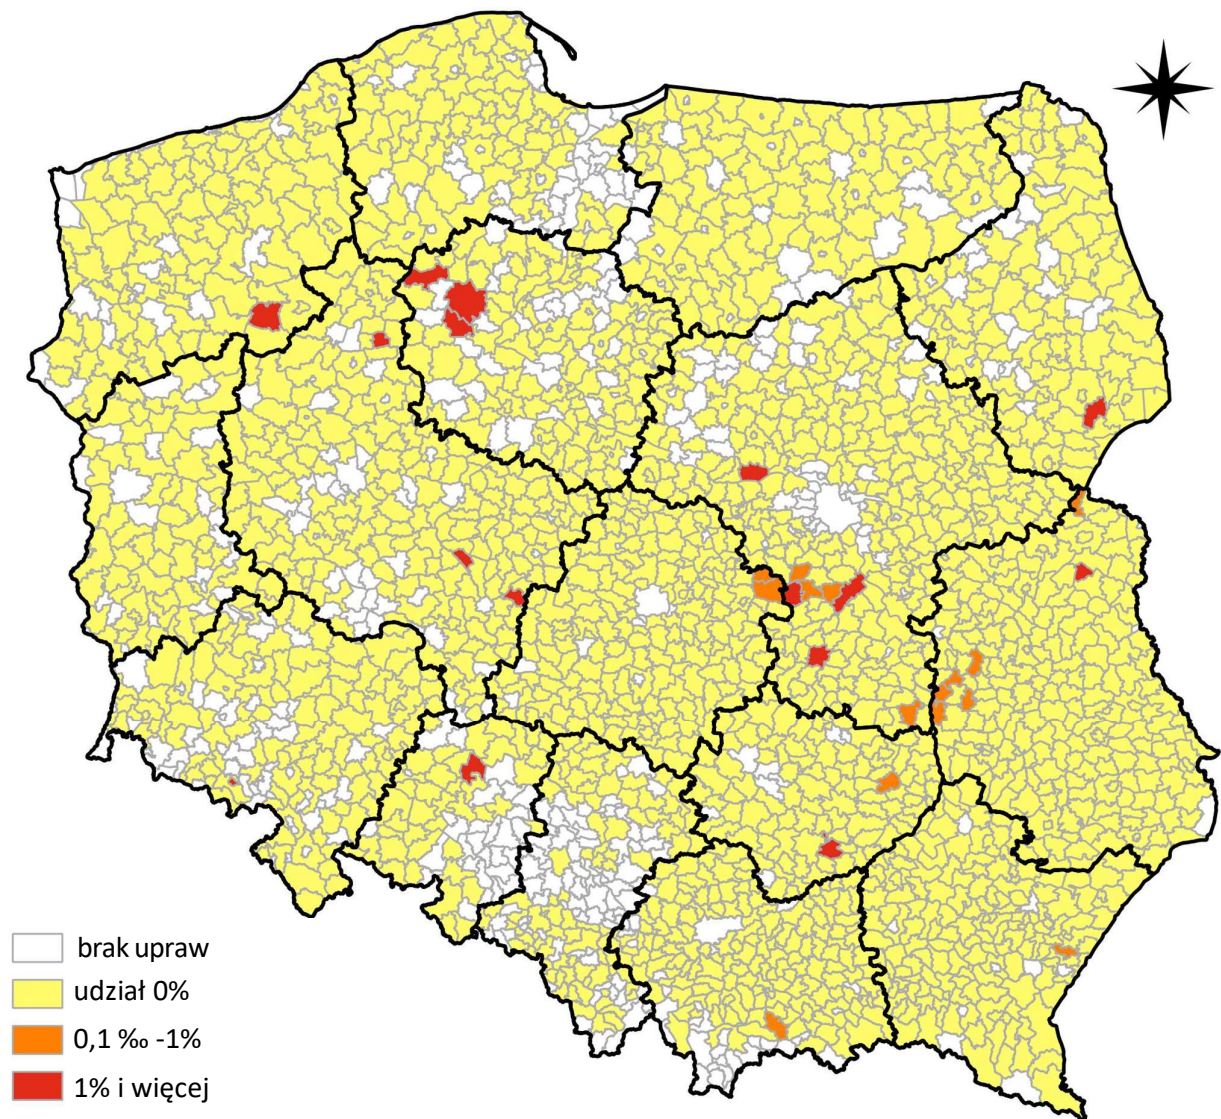 brak upraw
udział 0%
0,1 ‰ -1%
1% i więcej